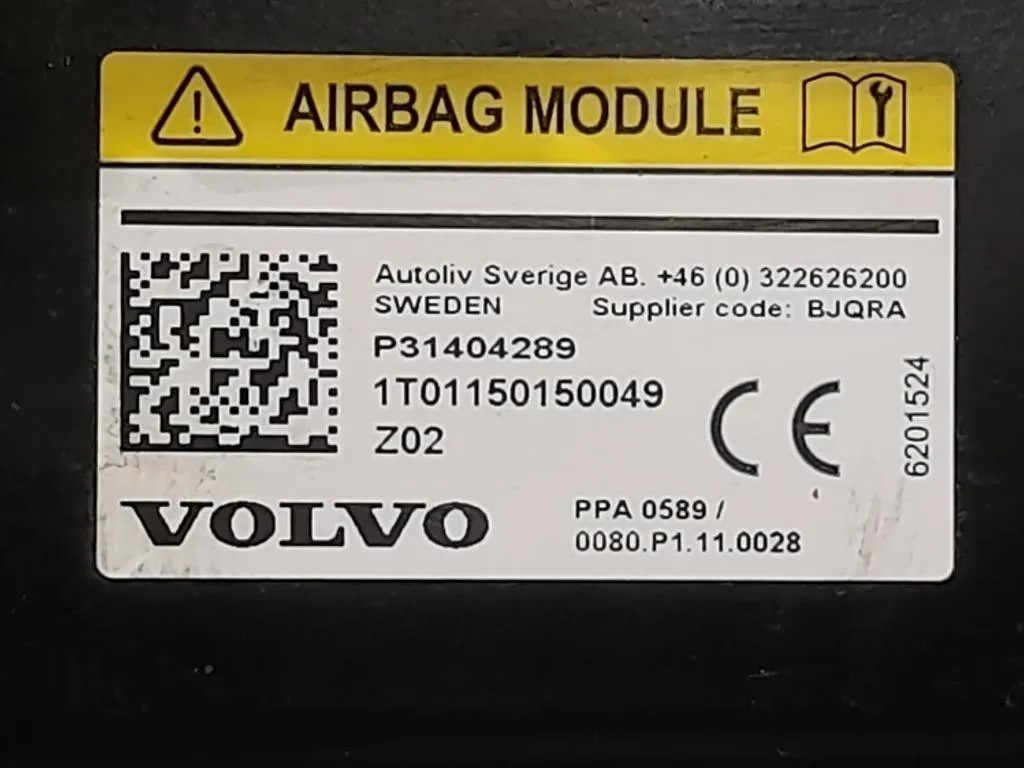 AIRBAG MODULE
Autoliv Sverige AB. +46 (0) 322626200
SWEDEN Supplier code: BJQRA
P31404289
1T01150150049
Z02
CE
6201524
VOLVO
PPA 0589 /
0080.P1.11.0028